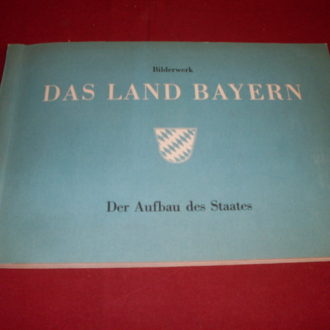 Bilderwerk
DAS LAND BAYERN
Der Aufbau des Staates